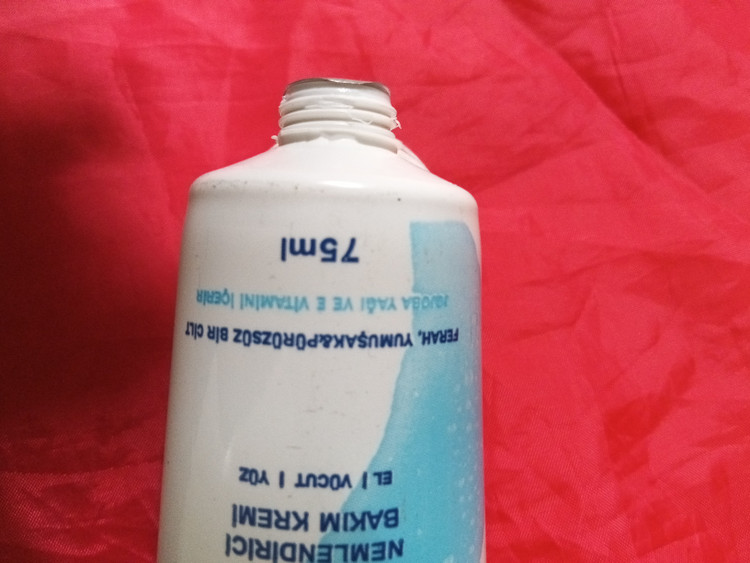 NEMLENDİRİCİ
BAKIM KREMİ
EL | VÜCUT | YÜZ
FERAH, YUMUŞAK&PÜRÜZSÜZ BİR CİLT
JOJOBA YAĞI VE E VİTAMİNİ İÇERİR
75ml